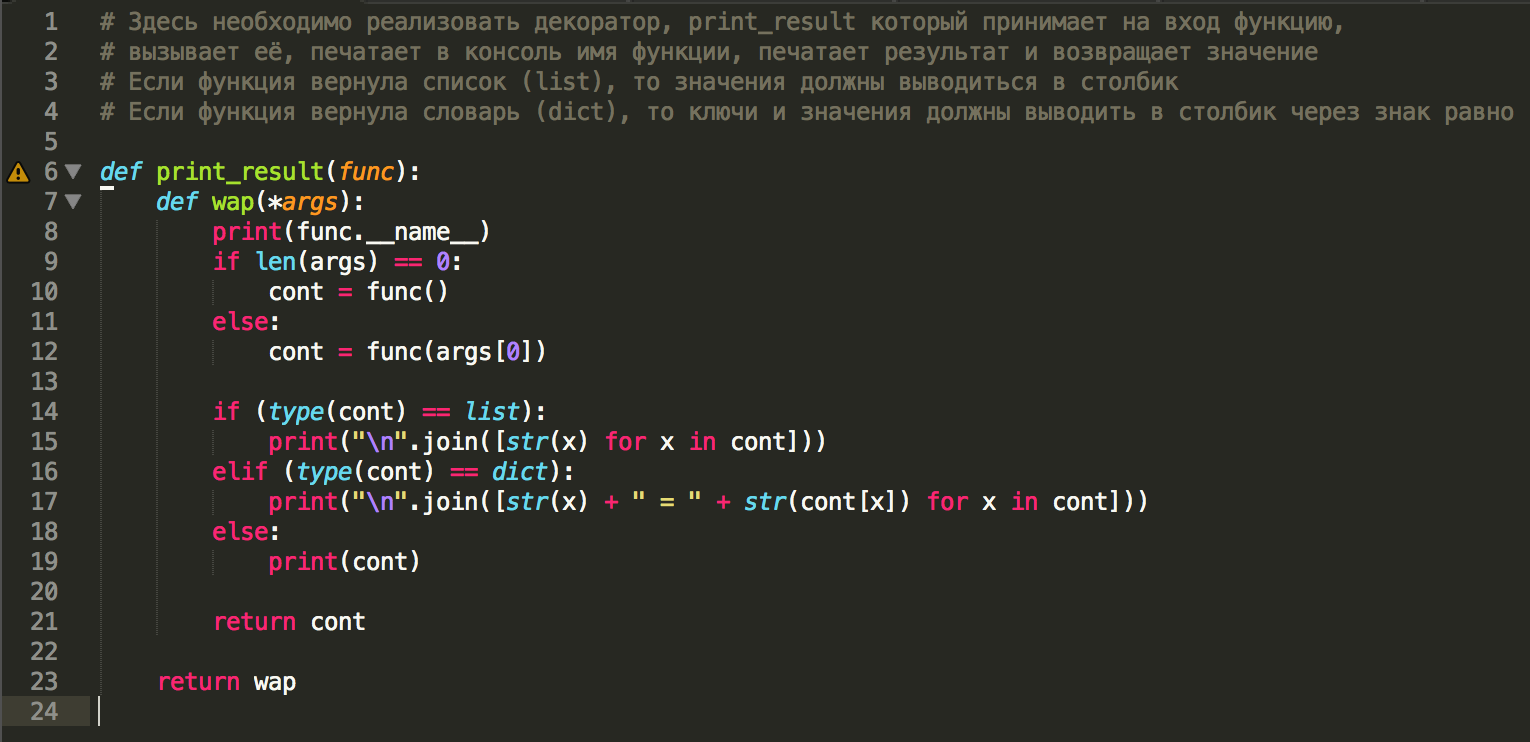 1 # Здесь необходимо реализовать декоратор, print_result который принимает на вход функцию,
2 # вызывает её, печатает в консоль имя функции, печатает результат и возвращает значение
3 # Если функция вернула список (list), то значения должны выводиться в столбик
4 # Если функция вернула словарь (dict), то ключи и значения должны выводить в столбик через знак равно
5
6 def print_result(func):
7     def wap(*args):
8         print(func.__name__)
9         if len(args) == 0:
10             cont = func()
11         else:
12             cont = func(args[0])
13
14         if (type(cont) == list):
15             print("\n".join([str(x) for x in cont]))
16         elif (type(cont) == dict):
17             print("\n".join([str(x) + " = " + str(cont[x]) for x in cont]))
18         else:
19             print(cont)
20
21         return cont
22
23     return wap
24